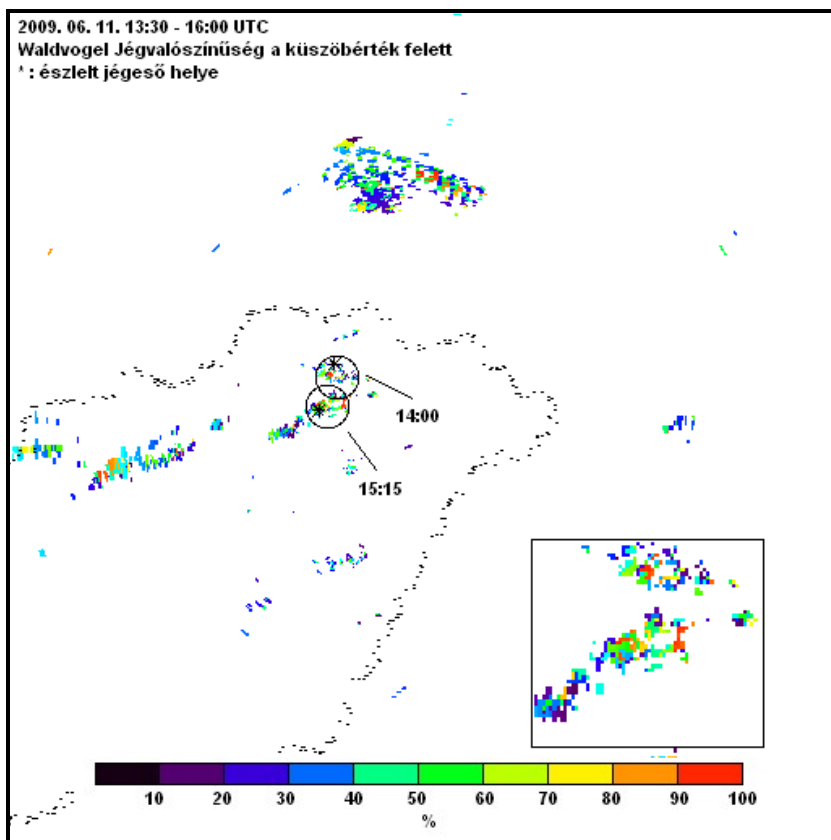 2009. 06. 11. 13:30 - 16:00 UTC
Waldvogel Jégvalószínűség a küszöbérték felett
* : észlelt jégeső helye
14:00
15:15
10 20 30 40 50 60 70 80 90 100
%